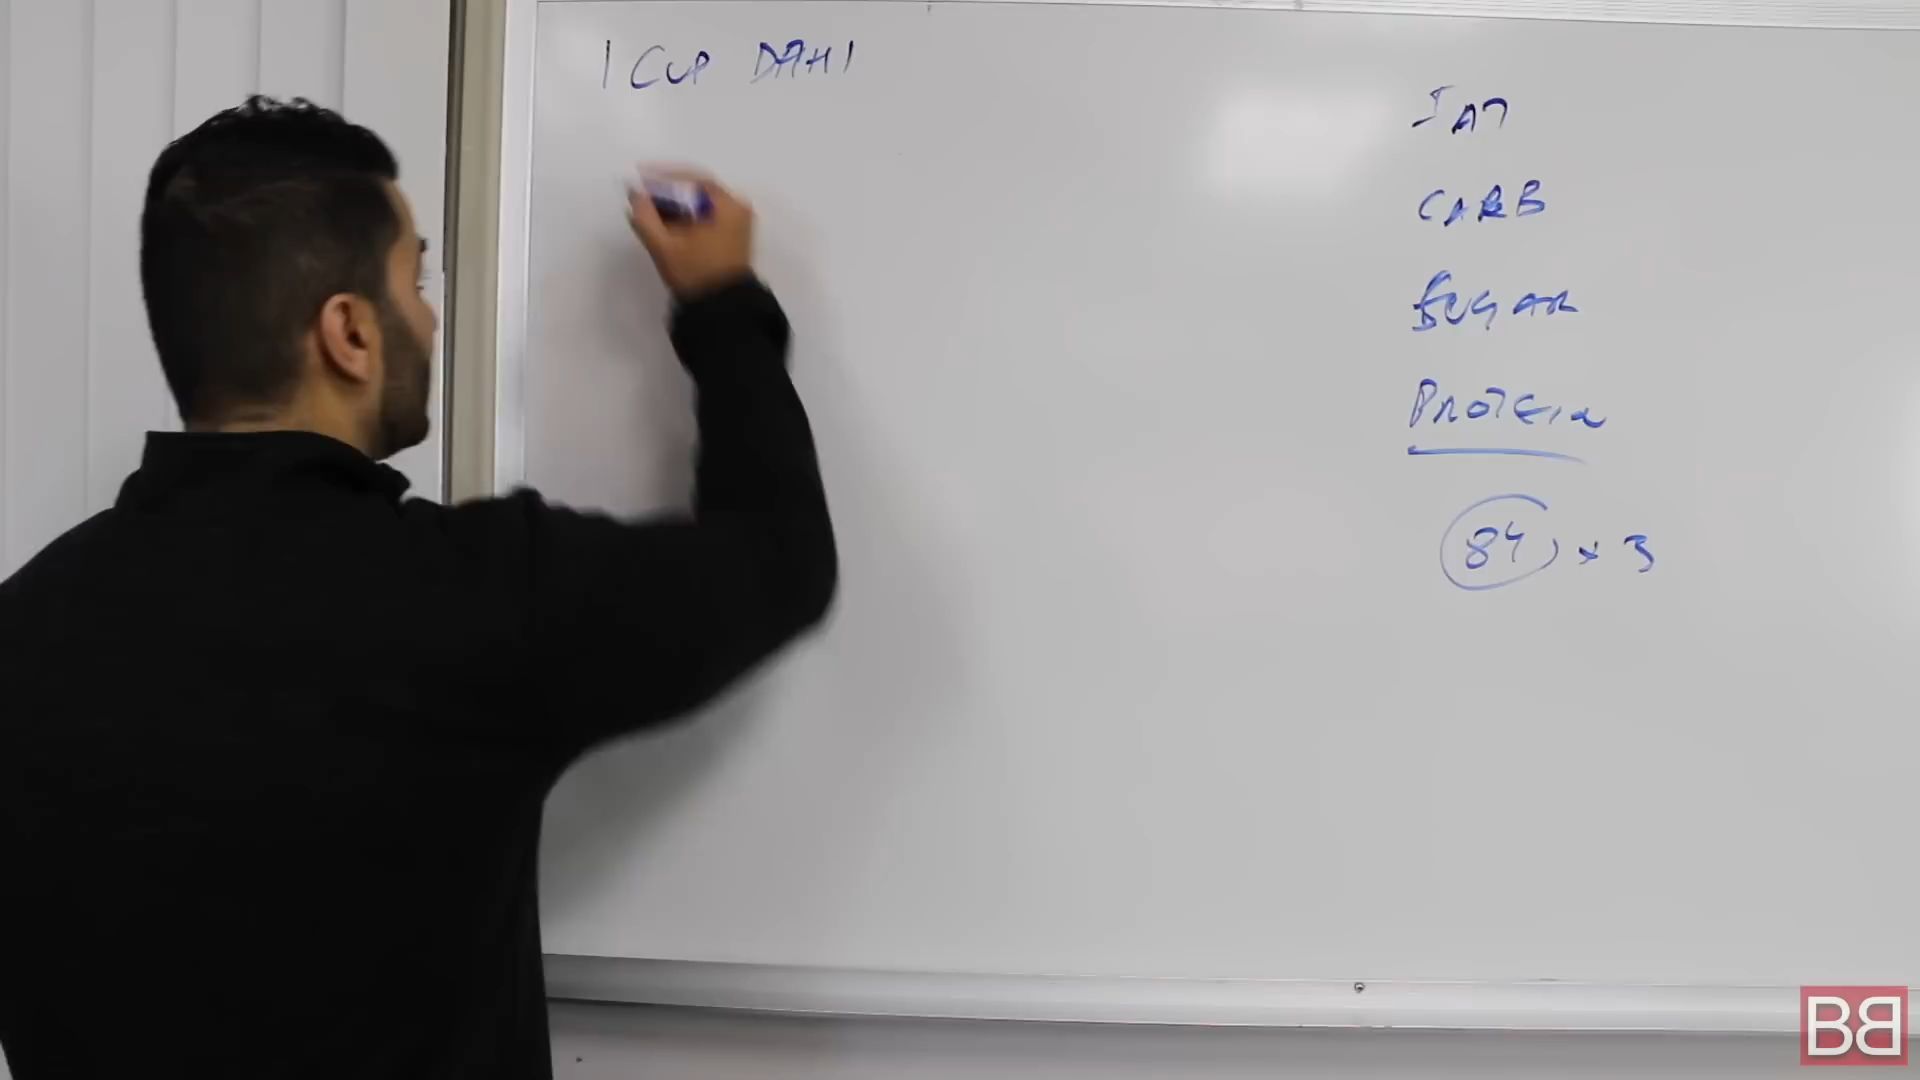 1 CUP DAHI
FAT
CARB
SUGAR
PROTEIN
84 x 3
BB